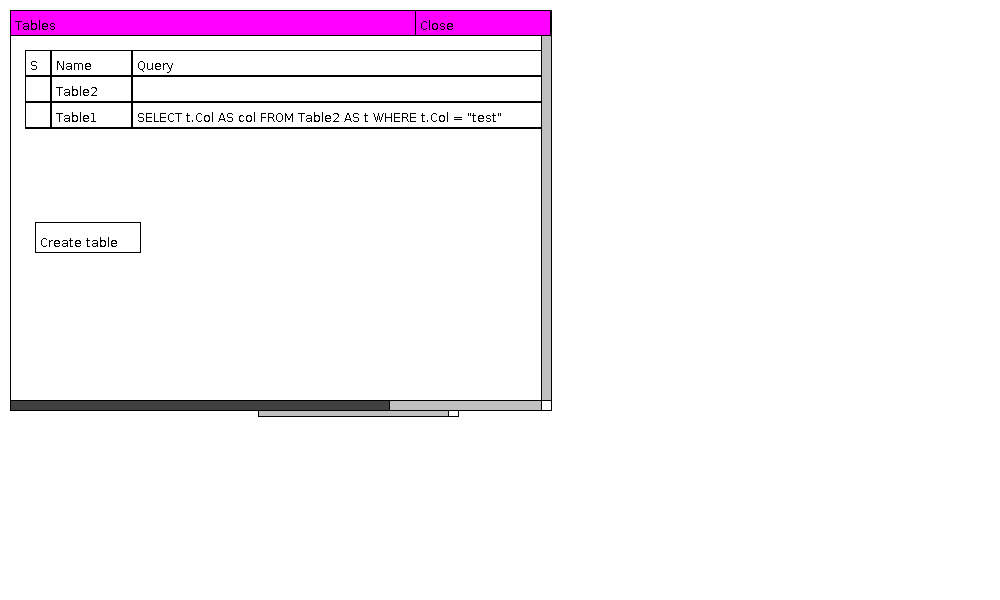 Tables Close
S Name Query
Table2
Table1 SELECT t.Col AS col FROM Table2 AS t WHERE t.Col = "test"
Create table